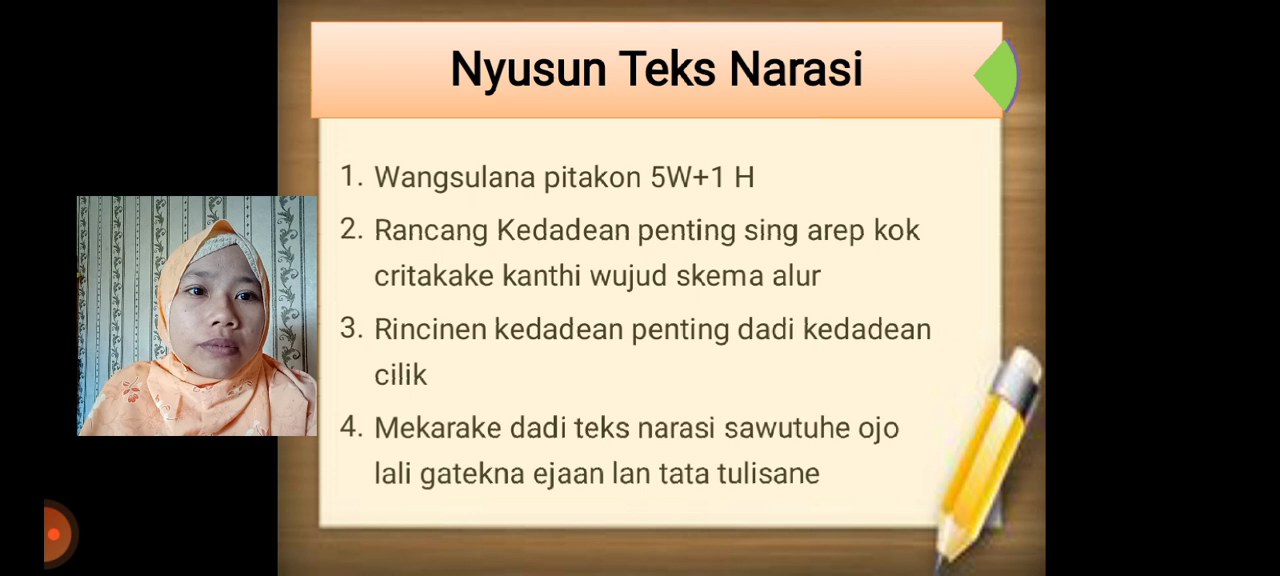 Nyusun Teks Narasi
1. Wangsulana pitakon 5W+1 H
2. Rancang Kedadean penting sing arep kok
critakake kanthi wujud skema alur
3. Rincinen kedadean penting dadi kedadean
cilik
4. Mekarake dadi teks narasi sawutuhe ojo
lali gatekna ejaan lan tata tulisane